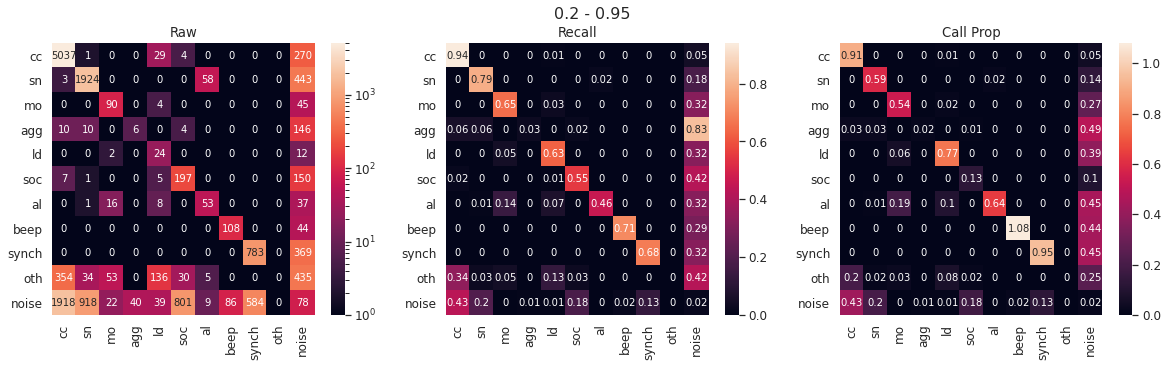 0.2 - 0.95
Raw
cc 5037 1 0 0 29 4 0 0 0 0 270
sn 3 1924 0 0 0 0 58 0 0 0 443
mo 0 0 90 0 4 0 0 0 0 0 45
agg 10 10 0 6 0 4 0 0 0 0 146
ld 0 0 2 0 24 0 0 0 0 0 12
soc 7 1 0 0 5 197 0 0 0 0 150
al 0 1 16 0 8 0 53 0 0 0 37
beep 0 0 0 0 0 0 0 108 0 0 44
synch 0 0 0 0 0 0 0 0 783 0 369
oth 354 34 53 0 136 30 5 0 0 0 435
noise 1918 918 22 40 39 801 9 86 584 0 78
cc sn mo agg ld soc al beep synch oth noise
10^3
10^2
10^1
10^0
Recall
cc 0.94 0 0 0 0.01 0 0 0 0 0 0.05
sn 0 0.79 0 0 0 0 0.02 0 0 0 0.18
mo 0 0 0.65 0 0.03 0 0 0 0 0 0.32
agg 0.06 0.06 0 0.03 0 0.02 0 0 0 0 0.83
ld 0 0 0.05 0 0.63 0 0 0 0 0 0.32
soc 0.02 0 0 0 0.01 0.55 0 0 0 0 0.42
al 0 0.01 0.14 0 0.07 0 0.46 0 0 0 0.32
beep 0 0 0 0 0 0 0 0.71 0 0 0.29
synch 0 0 0 0 0 0 0 0 0.68 0 0.32
oth 0.34 0.03 0.05 0 0.13 0.03 0 0 0 0 0.42
noise 0.43 0.2 0 0.01 0.01 0.18 0 0.02 0.13 0 0.02
cc sn mo agg ld soc al beep synch oth noise
0.8
0.6
0.4
0.2
0.0
Call Prop
cc 0.91 0 0 0 0.01 0 0 0 0 0 0.05
sn 0 0.59 0 0 0 0 0.02 0 0 0 0.14
mo 0 0 0.54 0 0.02 0 0 0 0 0 0.27
agg 0.03 0.03 0 0.02 0 0.01 0 0 0 0 0.49
ld 0 0 0.06 0 0.77 0 0 0 0 0 0.39
soc 0 0 0 0 0 0.13 0 0 0 0 0.1
al 0 0.01 0.19 0 0.1 0 0.64 0 0 0 0.45
beep 0 0 0 0 0 0 0 1.08 0 0 0.44
synch 0 0 0 0 0 0 0 0 0.95 0 0.45
oth 0.2 0.02 0.03 0 0.08 0.02 0 0 0 0 0.25
noise 0.43 0.2 0 0.01 0.01 0.18 0 0.02 0.13 0 0.02
cc sn mo agg ld soc al beep synch oth noise
1.0
0.8
0.6
0.4
0.2
0.0